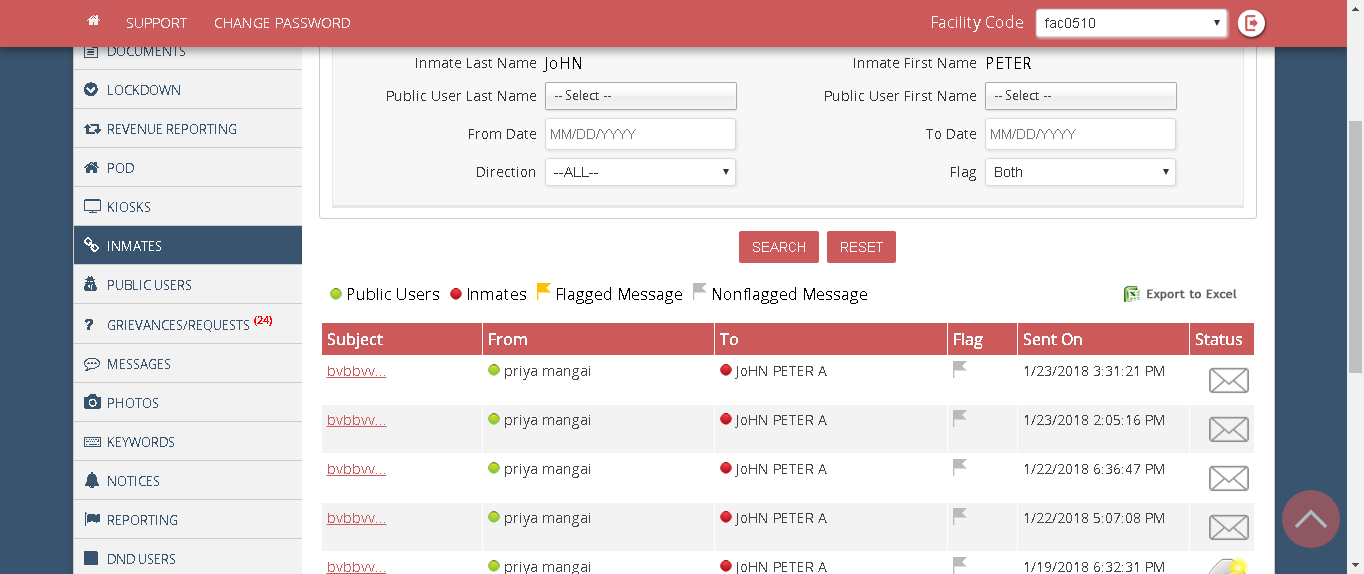 SUPPORT CHANGE PASSWORD Facility Code fac0510
DOCUMENTS
LOCKDOWN
REVENUE REPORTING
POD
KIOSKS
INMATES
PUBLIC USERS
GRIEVANCES/REQUESTS (24)
MESSAGES
PHOTOS
KEYWORDS
NOTICES
REPORTING
DND USERS
Inmate Last Name JoHN Inmate First Name PETER
Public User Last Name -- Select -- Public User First Name -- Select --
From Date MM/DD/YYYY To Date MM/DD/YYYY
Direction --ALL-- Flag Both
SEARCH RESET
Public Users Inmates Flagged Message Nonflagged Message Export to Excel
Subject From To Flag Sent On Status
bvbbvv... priya mangai JoHN PETER A 1/23/2018 3:31:21 PM
bvbbvv... priya mangai JoHN PETER A 1/23/2018 2:05:16 PM
bvbbvv... priya mangai JoHN PETER A 1/22/2018 6:36:47 PM
bvbbvv... priya mangai JoHN PETER A 1/22/2018 5:07:08 PM
bvbbvv... priya mangai JoHN PETER A 1/19/2018 6:32:31 PM